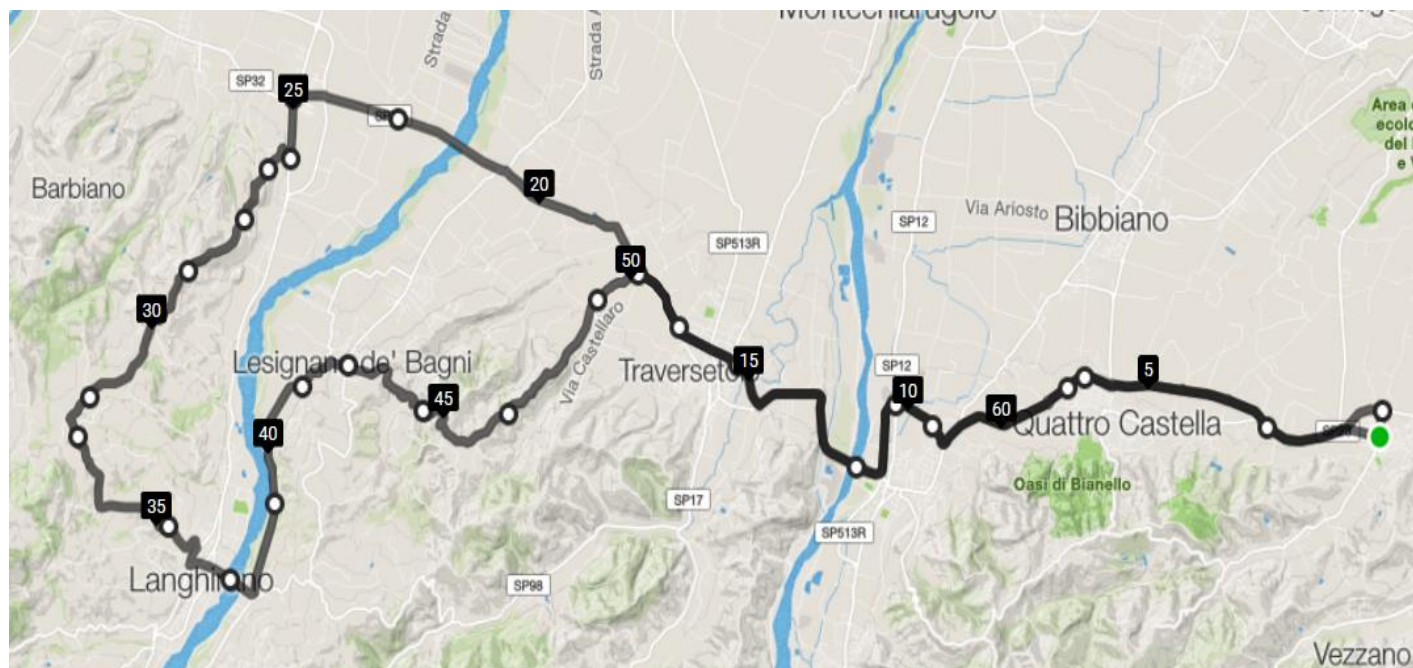 Montechiarugolo
Strada
Strada
SP32
25
Area
ecolo
del
e V
Barbiano
20
Via Ariosto
Bibbiano
SP12
SP513R
50
30
Via Castellaro
Lesignano de' Bagni
Traversetolo
15
SP12
10
5
45
60
Quattro Castella
40
Oasi di Bianello
35
SP17
SP513R
Langhirano
SP98
Vezzano